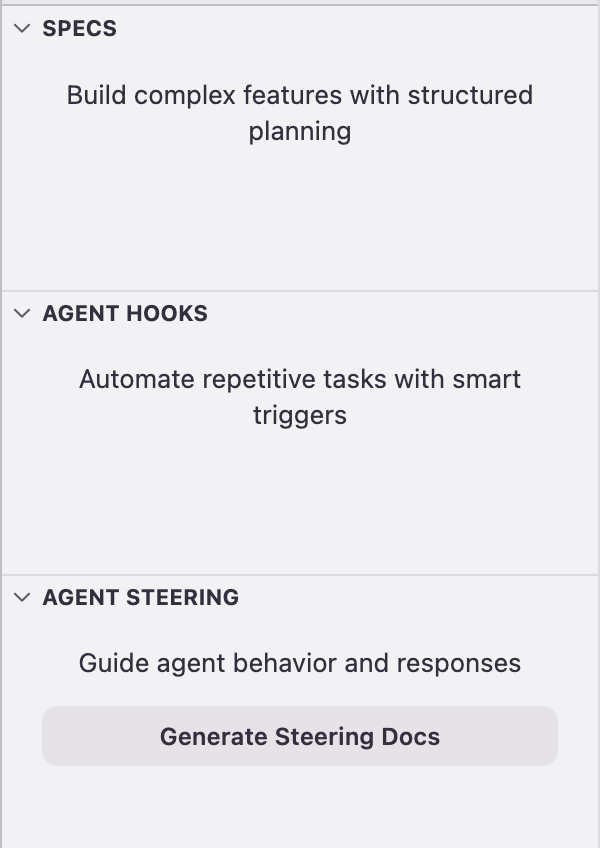 SPECS
Build complex features with structured
planning
AGENT HOOKS
Automate repetitive tasks with smart
triggers
AGENT STEERING
Guide agent behavior and responses
Generate Steering Docs